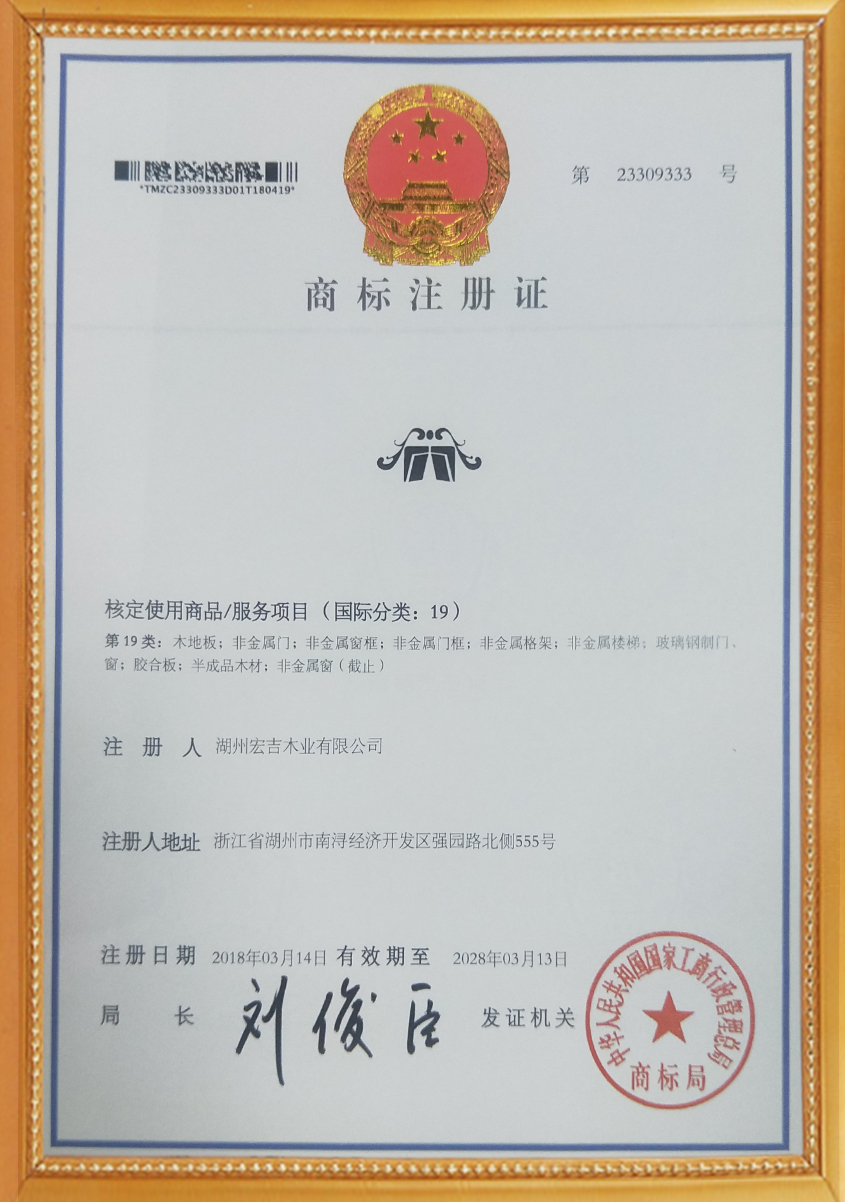 *TMZC23309333D01T180419*
第 23309333 号
商标注册证
核定使用商品/服务项目（国际分类：19）
第 19 类：木地板；非金属门；非金属窗框；非金属门框；非金属格架；非金属楼梯；玻璃钢制门、
窗；胶合板；半成品木材；非金属窗（截止）
注册人 湖州宏吉木业有限公司
注册人地址 浙江省湖州市南浔经济开发区强园路北侧555号
注册日期 2018年03月14日 有效期至 2028年03月13日
局长 刘俊臣 发证机关
中华人民共和国国家工商行政管理总局
商标局